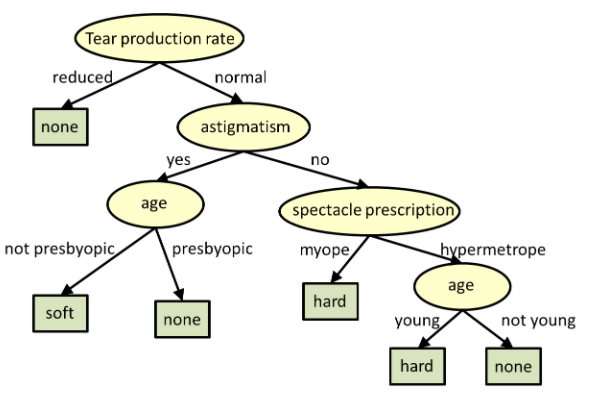 Tear production rate
reduced
normal
none
astigmatism
yes
no
age
spectacle prescription
not presbyopic
presbyopic
myope
hypermetrope
soft
none
hard
age
young
not young
hard
none